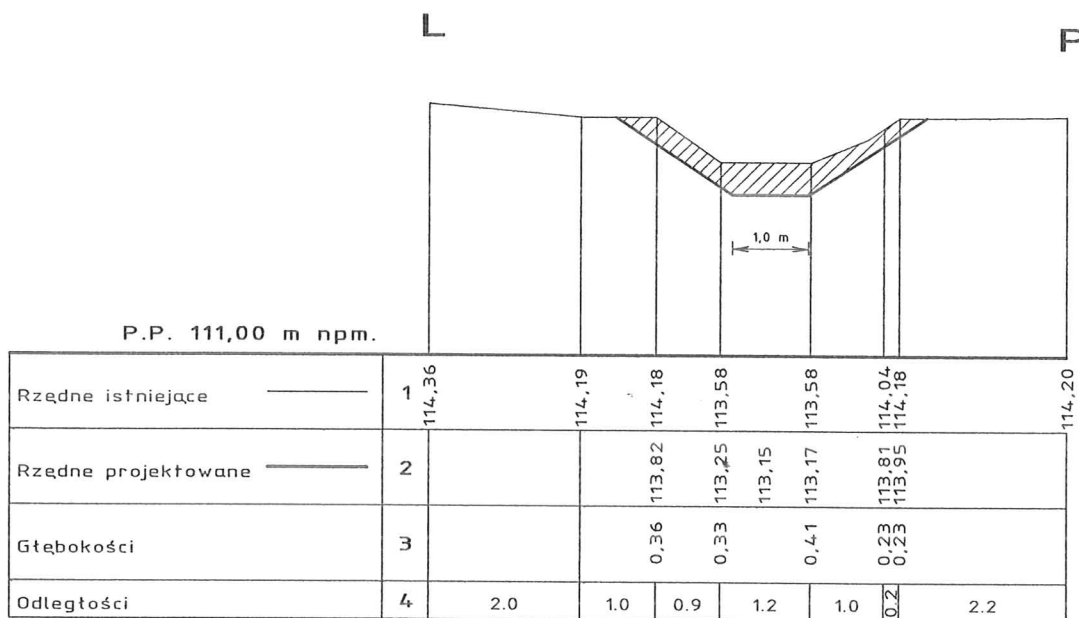 L
P
1,0 m
P.P. 111,00 m npm.
Rzędne istniejące 1 114,36 114,19 114,18 113,58 113,58 114,04 114,18 114,20
Rzędne projektowane 2 113,82 113,25 113,15 113,17 113,81 113,95
Głębokości 3 0,36 0,33 0,41 0,23 0,23
Odległości 4 2.0 1.0 0.9 1.2 1.0 0.2 2.2